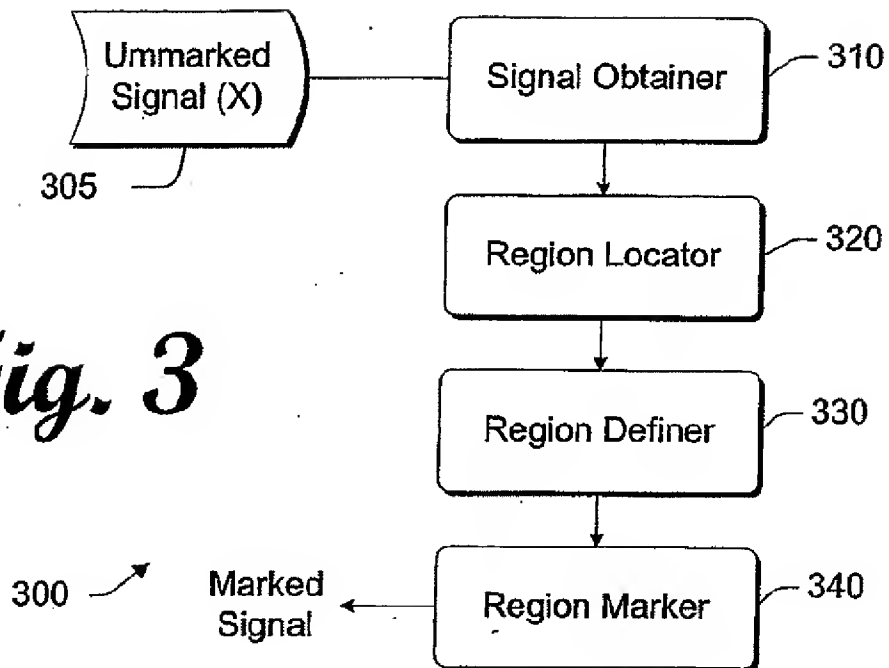 Ummarked
Signal (X)
305
Signal Obtainer
310
Region Locator
320
ig. 3
Region Definer
330
300
Marked
Signal
Region Marker
340